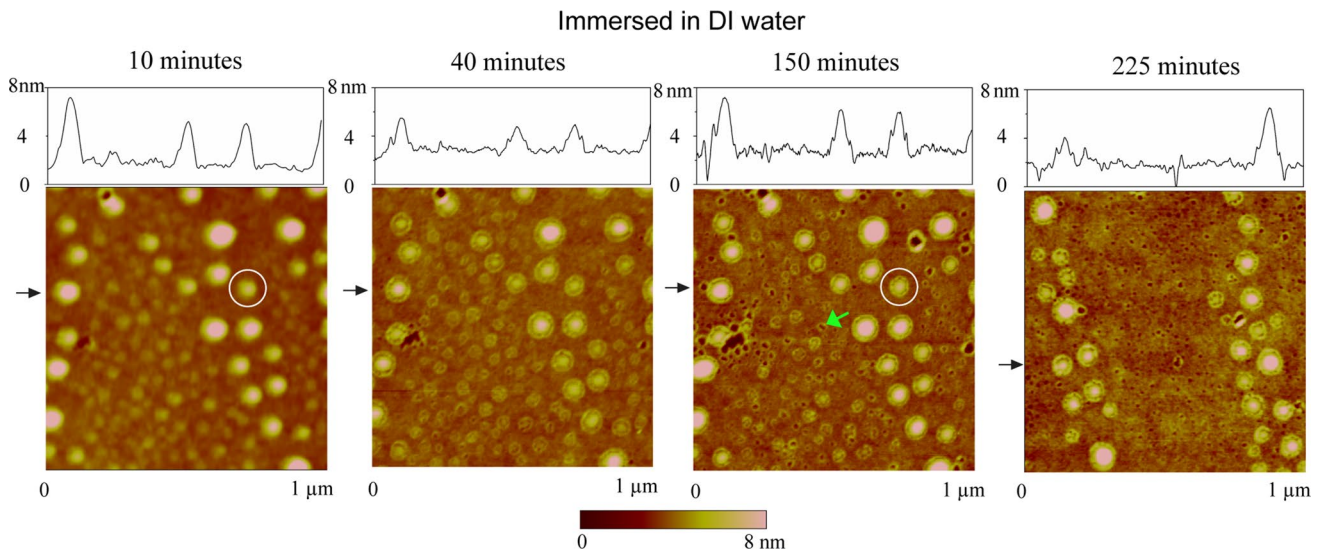 Immersed in DI water
10 minutes
40 minutes
150 minutes
225 minutes
8nm
4
0
8 nm
4
0
8 nm
4
0
8 nm
4
0
0
1 μm
0
1 μm
0
1 μm
0
1 μm
0
8 nm